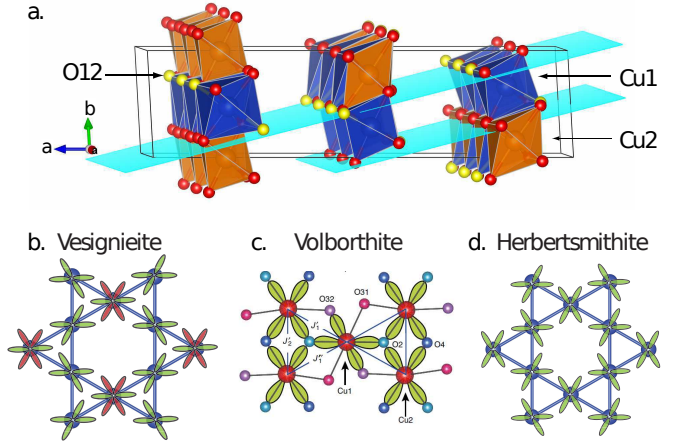 a.
O12
Cu1
b
a
Cu2
b. Vesignieite
c. Volborthite
d. Herbertsmithite
O32
O31
J'₁
J'₂
O2
O4
J''₁
Cu1
Cu2